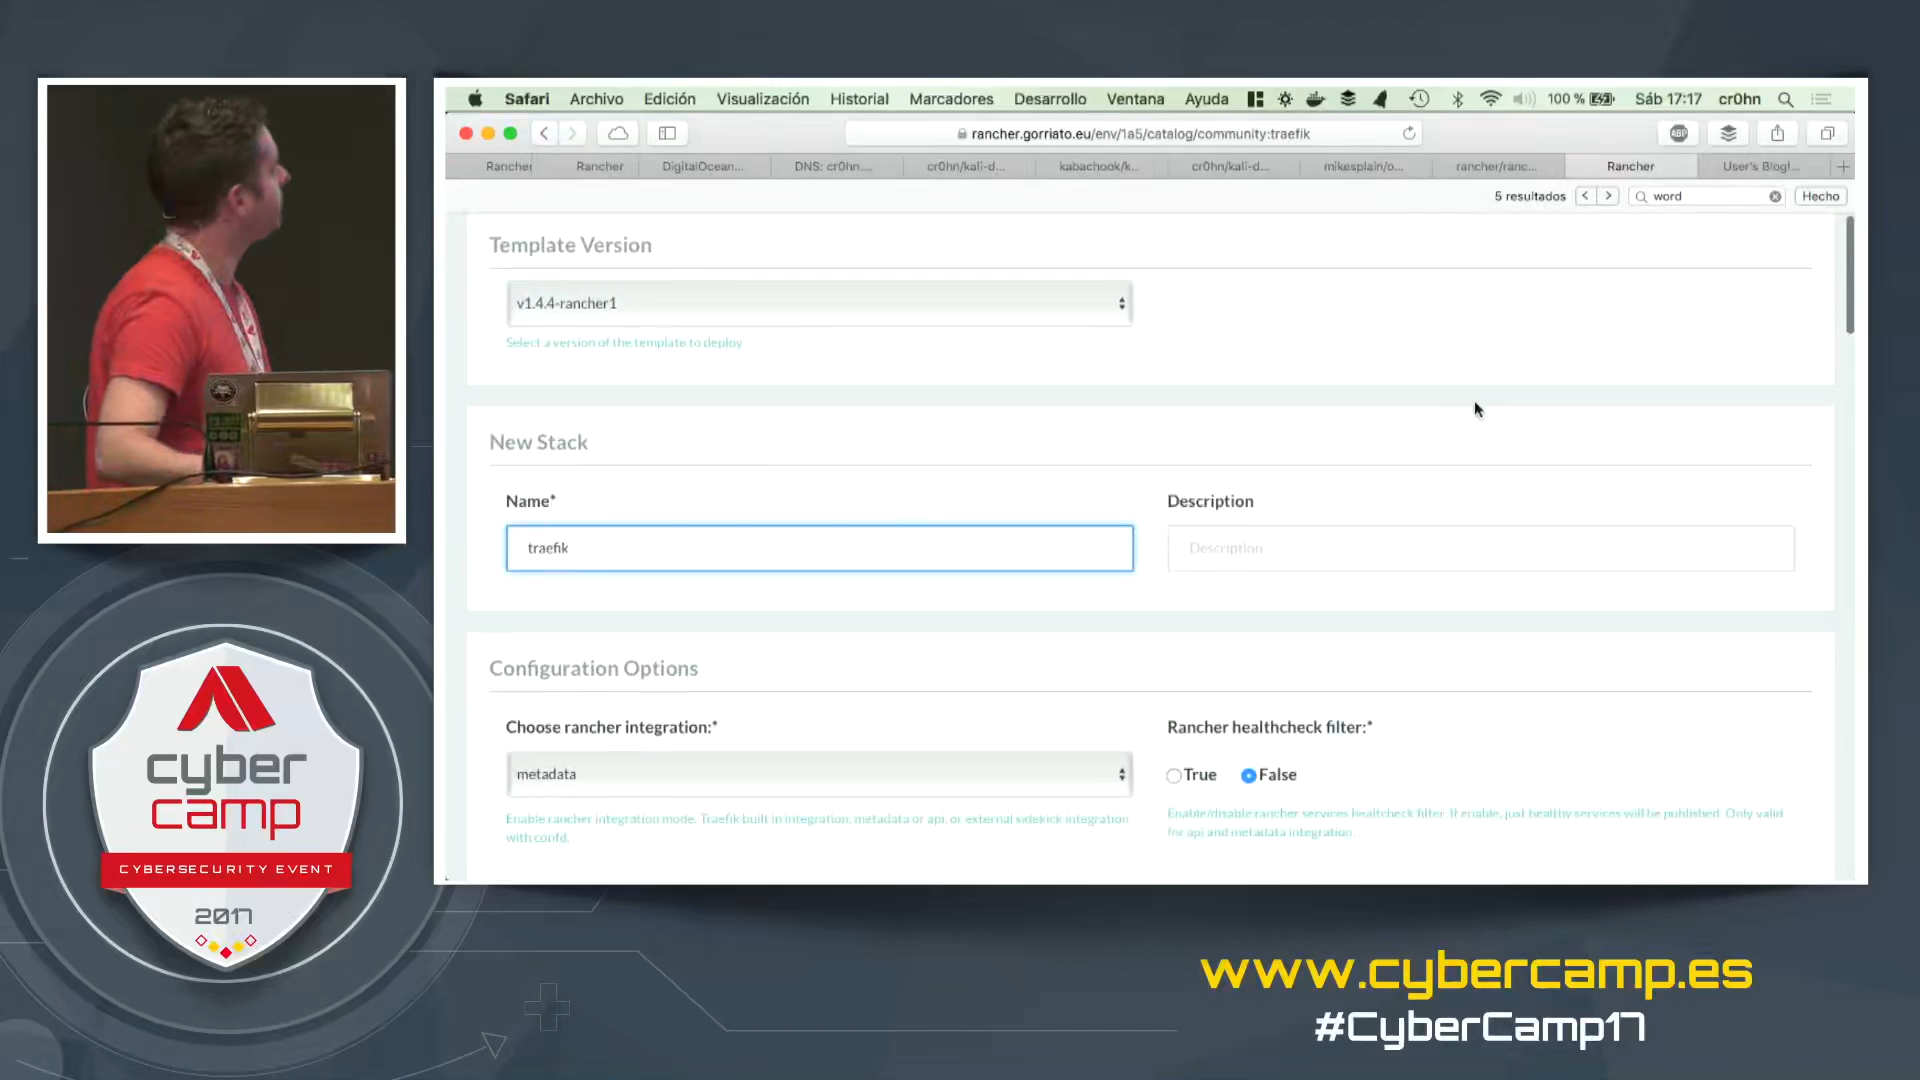 Safari Archivo Edición Visualización Historial Marcadores Desarrollo Ventana Ayuda 100 % Sáb 17:17 cr0hn
rancher.gorriato.eu/env/1a5/catalog/community:traefik
ABP
Rancher Rancher DigitalOcean... DNS: cr0hn.... cr0hn/kali-d... kabachook/k... cr0hn/kali-d... mikesplain/o... rancher/ranc... Rancher User's Blog!...
5 resultados word Hecho
Template Version
v1.4.4-rancher1
Select a version of the template to deploy
New Stack
Name* Description
traefik Description
Configuration Options
Choose rancher integration:* Rancher healthcheck filter:*
metadata True False
Enable rancher integration mode. Traefik built in integration, metadata or api, or external sidekick integration
with confd.
Enable/disable rancher services healtcheck filter. If enable, just healthy services will be published. Only valid
for api and metadata integration.
cyber
camp
CYBERSECURITY EVENT
2017
www.cybercamp.es
#CyberCamp17